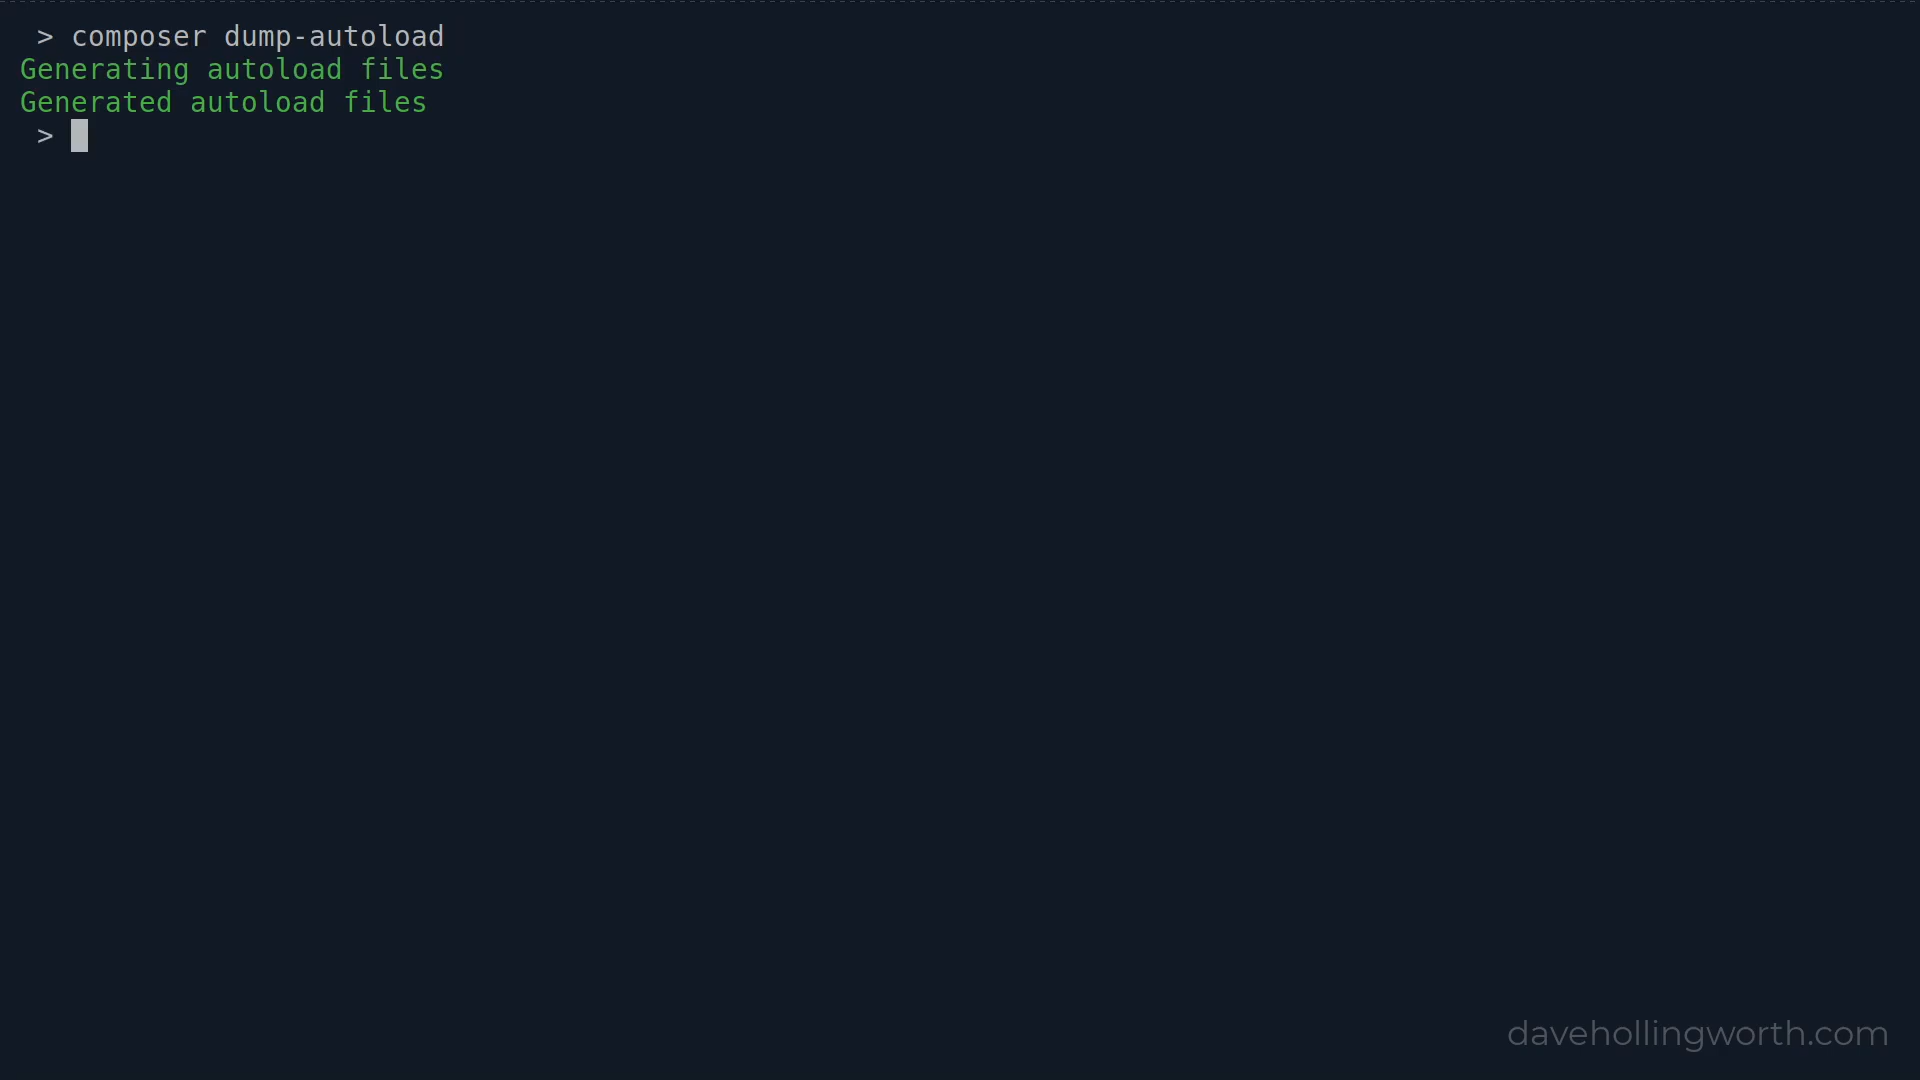 > composer dump-autoload
Generating autoload files
Generated autoload files
>
davehollingworth.com